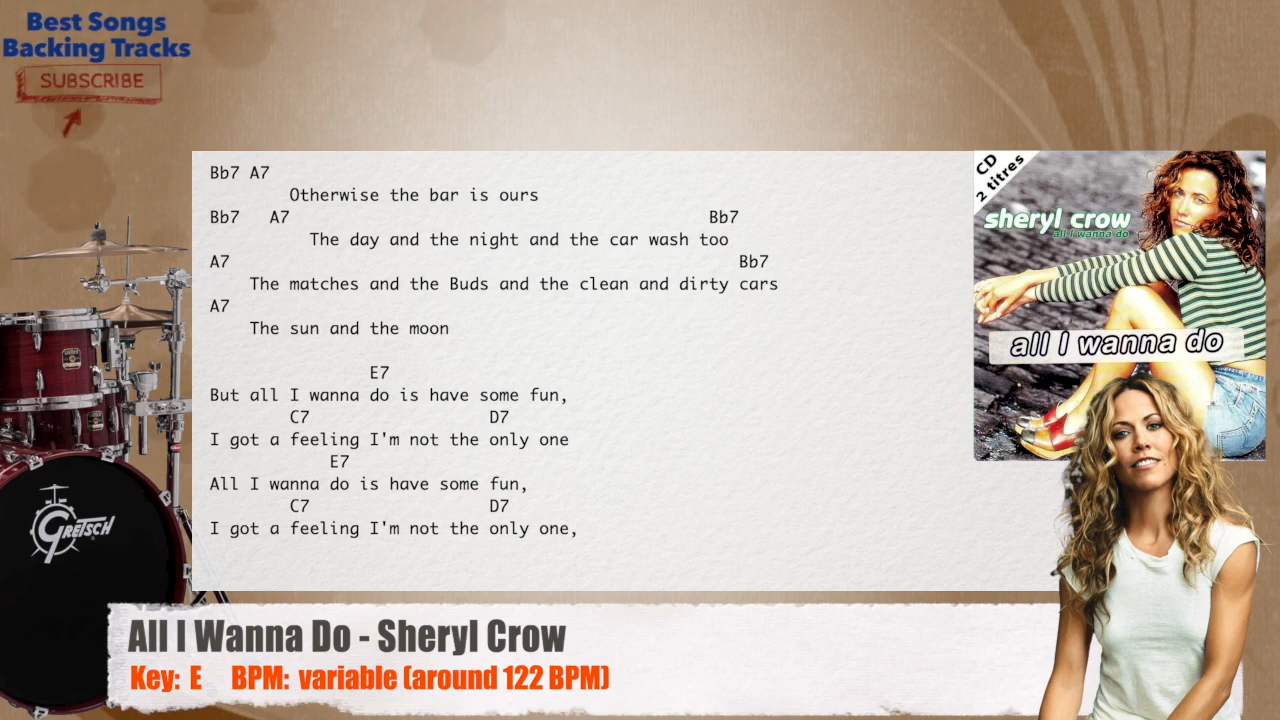 Best Songs
Backing Tracks
SUBSCRIBE
Bb7 A7
Otherwise the bar is ours
Bb7 A7 Bb7
The day and the night and the car wash too
A7 Bb7
The matches and the Buds and the clean and dirty cars
A7
The sun and the moon
E7
But all I wanna do is have some fun,
C7 D7
I got a feeling I'm not the only one
E7
All I wanna do is have some fun,
C7 D7
I got a feeling I'm not the only one,
CD
2 titres
sheryl crow
all i wanna do
all I wanna do
GRETSCH
All I Wanna Do - Sheryl Crow
Key: E BPM: variable (around 122 BPM)